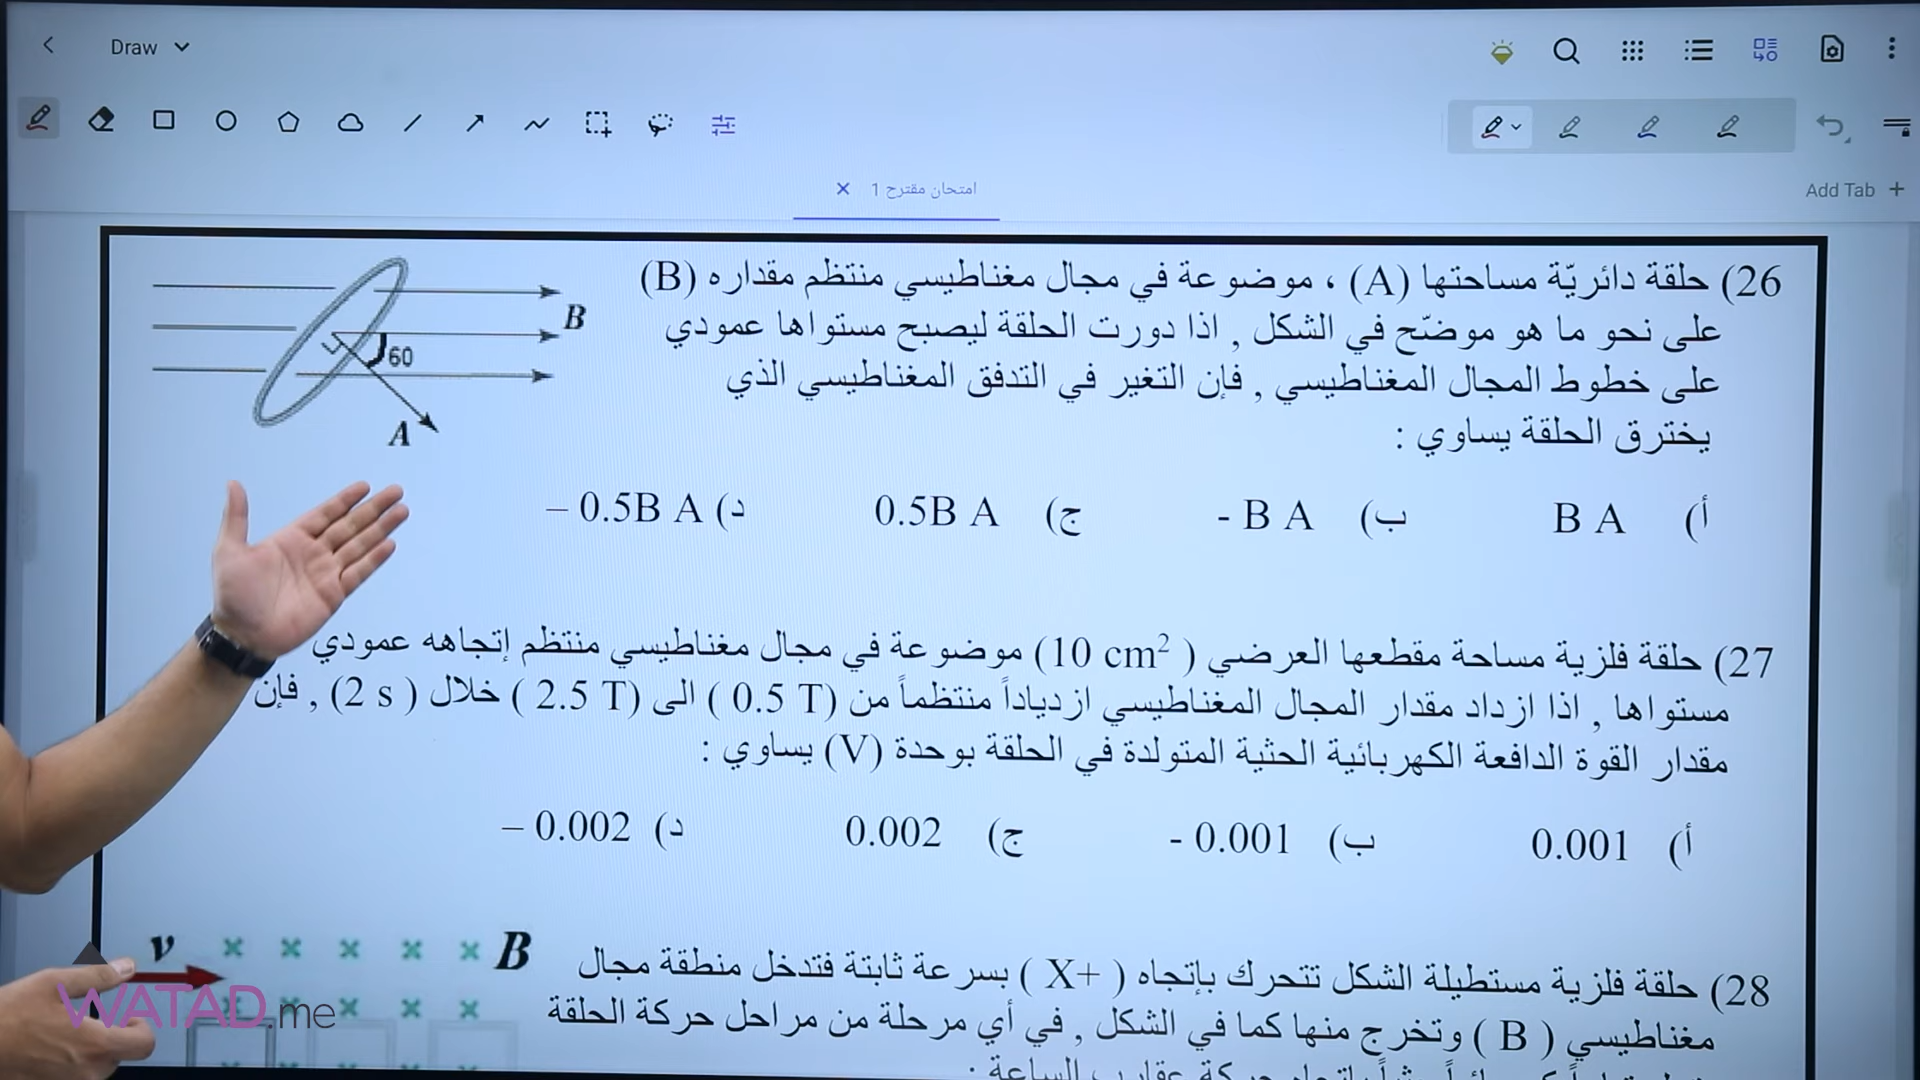 Draw
امتحان مقترح 1
Add Tab
26) حلقة دائريّة مساحتها (A) ، موضوعة في مجال مغناطيسي منتظم مقداره (B)
على نحو ما هو موضّح في الشكل , اذا دورت الحلقة ليصبح مستواها عمودي
على خطوط المجال المغناطيسي , فإن التغير في التدفق المغناطيسي الذي
يخترق الحلقة يساوي :
B
60
A
أ) B A ب) - B A ج) 0.5B A د) – 0.5B A
27) حلقة فلزية مساحة مقطعها العرضي ( 10 cm²) موضوعة في مجال مغناطيسي منتظم إتجاهه عمودي
مستواها , اذا ازداد مقدار المجال المغناطيسي ازدياداً منتظماً من (0.5 T ) الى (2.5 T ) خلال ( 2 s) , فإن
مقدار القوة الدافعة الكهربائية الحثية المتولدة في الحلقة بوحدة (V) يساوي :
أ) 0.001 ب) - 0.001 ج) 0.002 د) – 0.002
28) حلقة فلزية مستطيلة الشكل تتحرك بإتجاه ( +X ) بسرعة ثابتة فتدخل منطقة مجال
مغناطيسي ( B ) وتخرج منها كما في الشكل , في أي مرحلة من مراحل حركة الحلقة
حركة عقارب الساعة :
v
B
WATAD.me